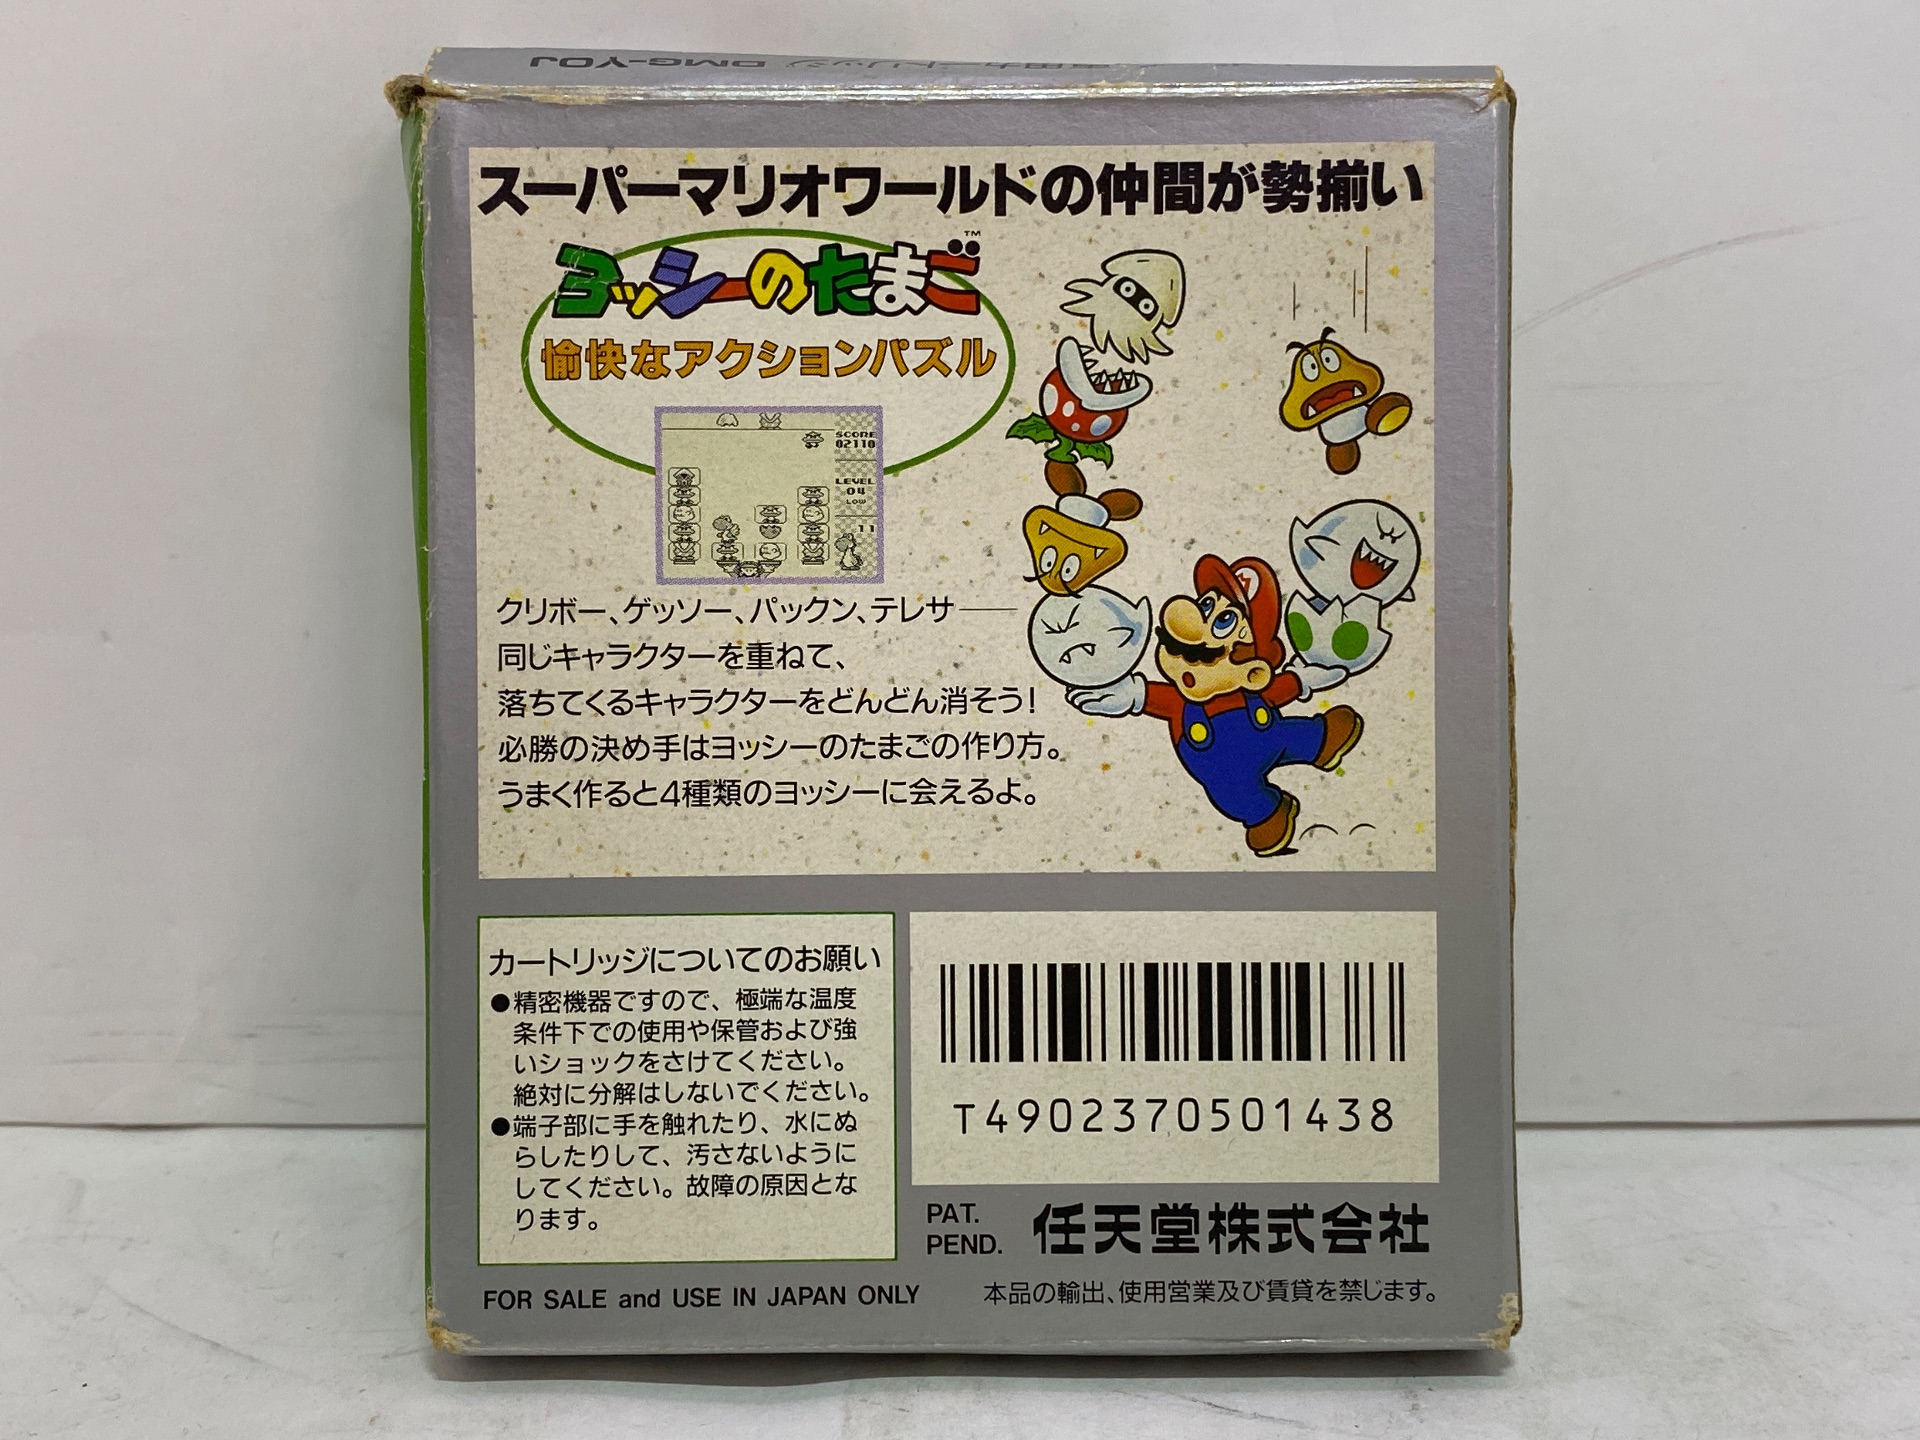 専用カートリッジ DMG-YOJ
スーパーマリオワールドの仲間が勢揃い
ヨッシーのたまご™
愉快なアクションパズル
SCORE
02110
LEVEL
04
LOW
11
クリボー、ゲッソー、パックン、テレサ──
同じキャラクターを重ねて、
落ちてくるキャラクターをどんどん消そう!
必勝の決め手はヨッシーのたまごの作り方。
うまく作ると4種類のヨッシーに会えるよ。
M
カートリッジについてのお願い
●精密機器ですので、極端な温度
条件下での使用や保管および強
いショックをさけてください。
絶対に分解はしないでください。
●端子部に手を触れたり、水にぬ
らしたりして、汚さないように
してください。故障の原因とな
ります。
T4902370501438
PAT.
PEND.
任天堂株式会社
FOR SALE and USE IN JAPAN ONLY
本品の輸出、使用営業及び賃貸を禁じます。